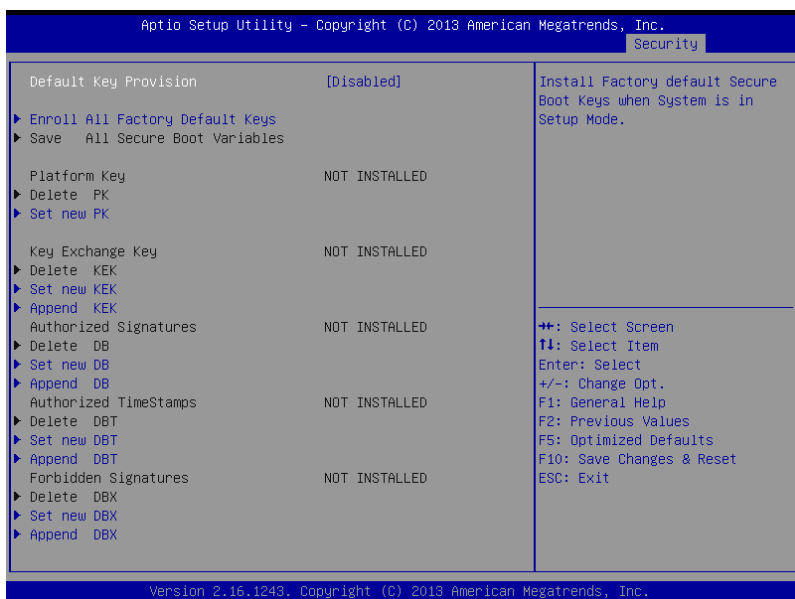 Aptio Setup Utility – Copyright (C) 2013 American Megatrends, Inc.
Security
Default Key Provision [Disabled]
Enroll All Factory Default Keys
Save All Secure Boot Variables
Platform Key NOT INSTALLED
Delete PK
Set new PK
Key Exchange Key NOT INSTALLED
Delete KEK
Set new KEK
Append KEK
Authorized Signatures NOT INSTALLED
Delete DB
Set new DB
Append DB
Authorized TimeStamps NOT INSTALLED
Delete DBT
Set new DBT
Append DBT
Forbidden Signatures NOT INSTALLED
Delete DBX
Set new DBX
Append DBX
Install Factory default Secure
Boot Keys when System is in
Setup Mode.
→←: Select Screen
↑↓: Select Item
Enter: Select
+/-: Change Opt.
F1: General Help
F2: Previous Values
F5: Optimized Defaults
F10: Save Changes & Reset
ESC: Exit
Version 2.16.1243. Copyright (C) 2013 American Megatrends, Inc.